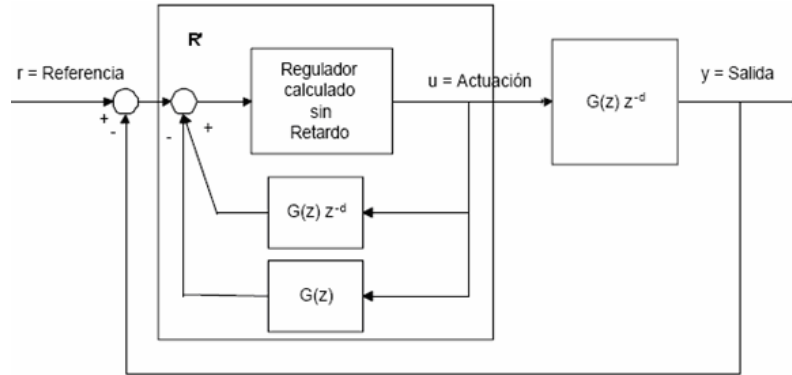 R'
r = Referencia
Regulador
calculado
sin
Retardo
u = Actuación
G(z) z⁻ᵈ
y = Salida
+
-
-
+
G(z) z⁻ᵈ
G(z)